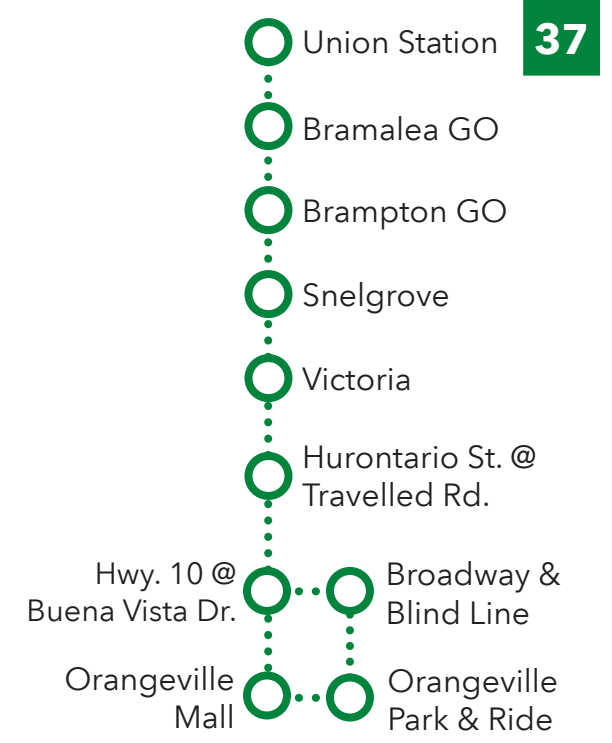 37
Union Station
Bramalea GO
Brampton GO
Snelgrove
Victoria
Hurontario St. @
Travelled Rd.
Hwy. 10 @
Buena Vista Dr.
Broadway &
Blind Line
Orangeville
Mall
Orangeville
Park & Ride